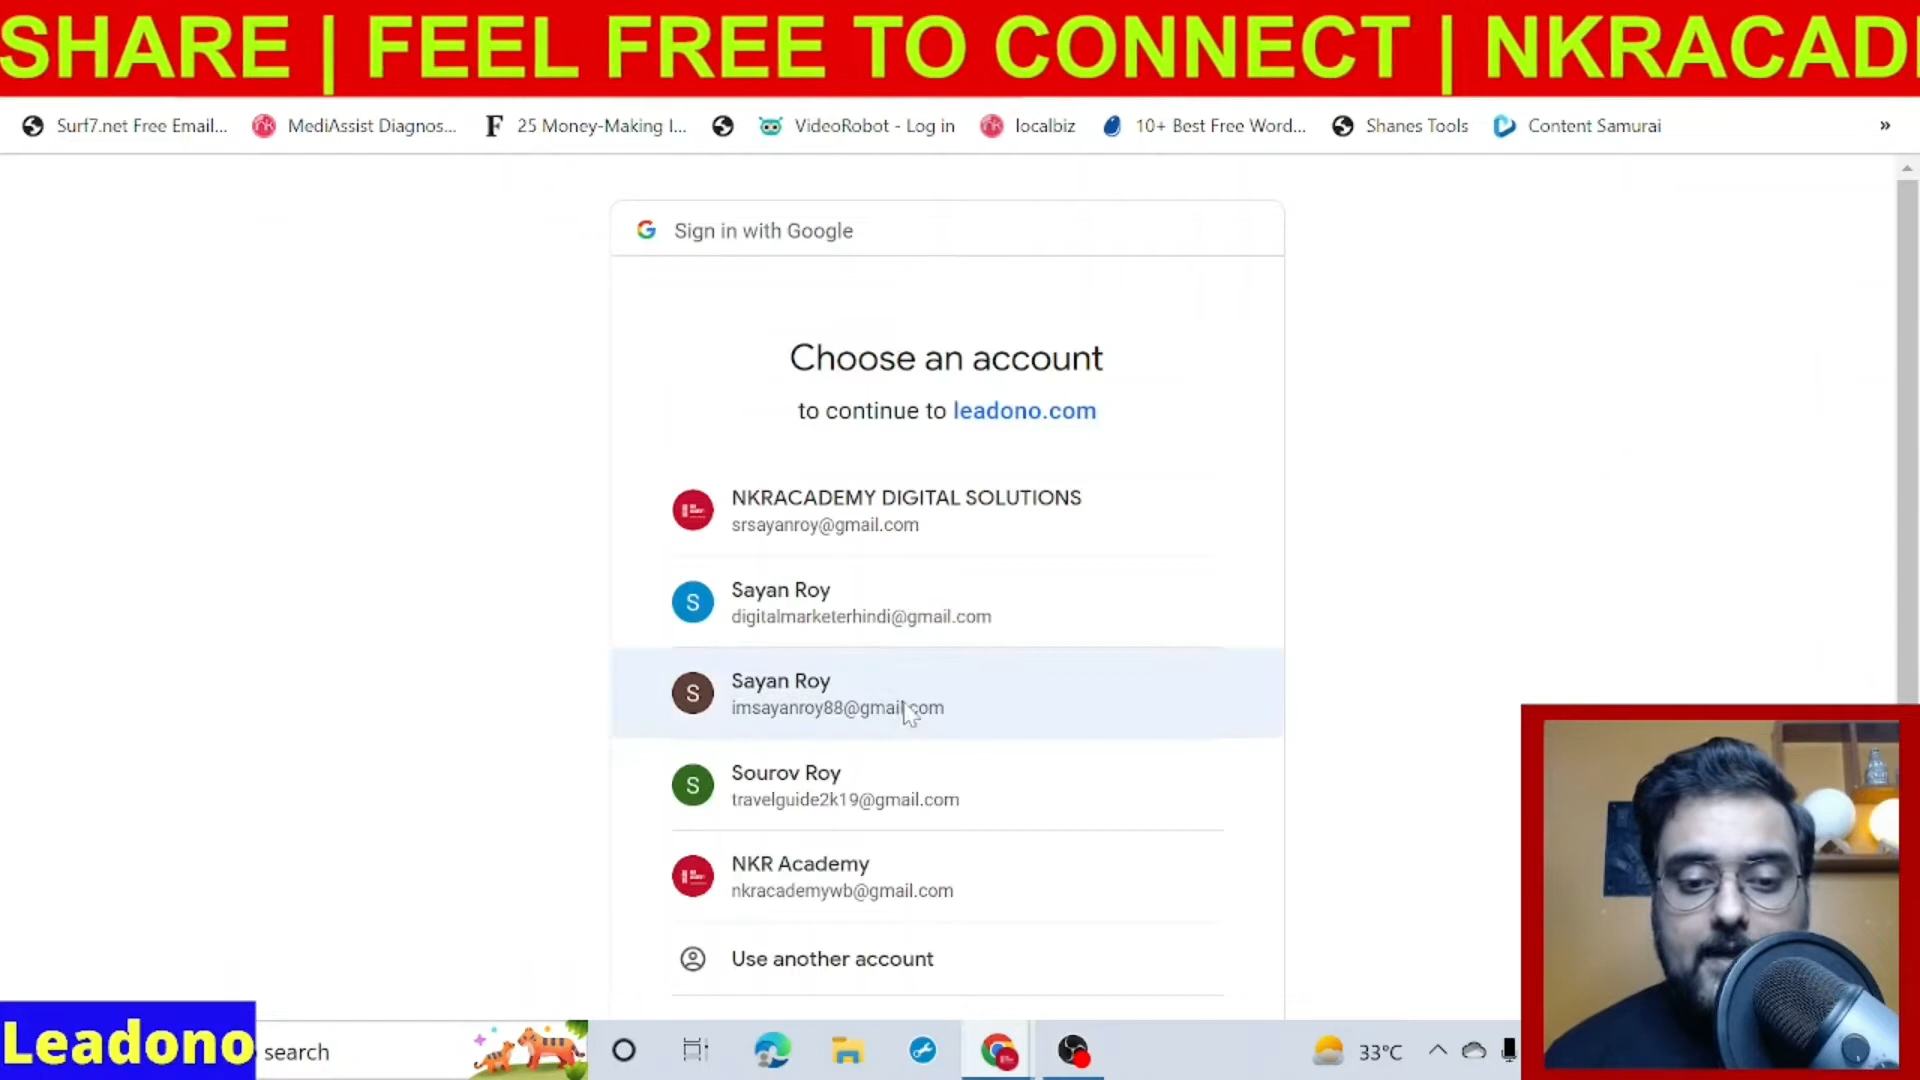 SHARE | FEEL FREE TO CONNECT | NKRACAD
Surf7.net Free Email... MediAssist Diagnos... 25 Money-Making I... VideoRobot - Log in localbiz 10+ Best Free Word... Shanes Tools Content Samurai »
Sign in with Google
Choose an account
to continue to leadono.com
NKRACADEMY DIGITAL SOLUTIONS
srsayanroy@gmail.com
S
Sayan Roy
digitalmarketerhindi@gmail.com
S
Sayan Roy
imsayanroy88@gmail.com
S
Sourov Roy
travelguide2k19@gmail.com
NKR Academy
nkracademywb@gmail.com
Use another account
Leadono search 33°C